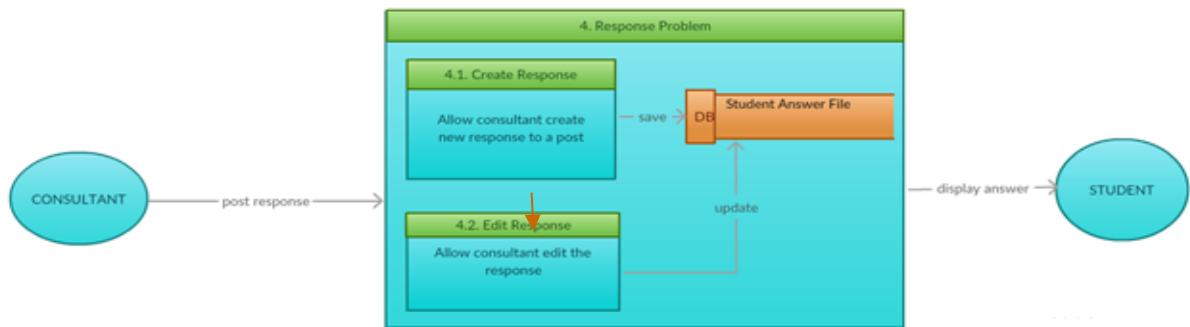 4. Response Problem
4.1. Create Response
Allow consultant create
new response to a post
save
DB
Student Answer File
CONSULTANT
post response
4.2. Edit Response
Allow consultant edit the
response
update
display answer
STUDENT